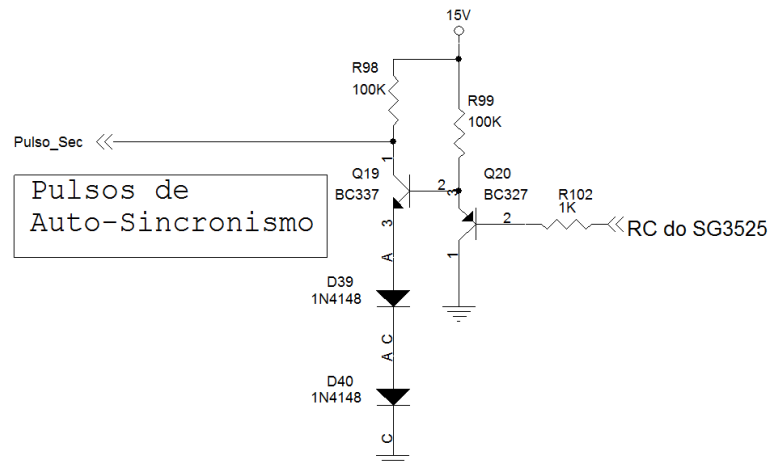 15V
R98
100K
R99
100K
Pulso_Sec
1
Q19
BC337
2
3
Q20
BC327
R102
1K
2
RC do SG3525
Pulsos de
Auto-Sincronismo
3
1
A
D39
1N4148
C
A
D40
1N4148
C